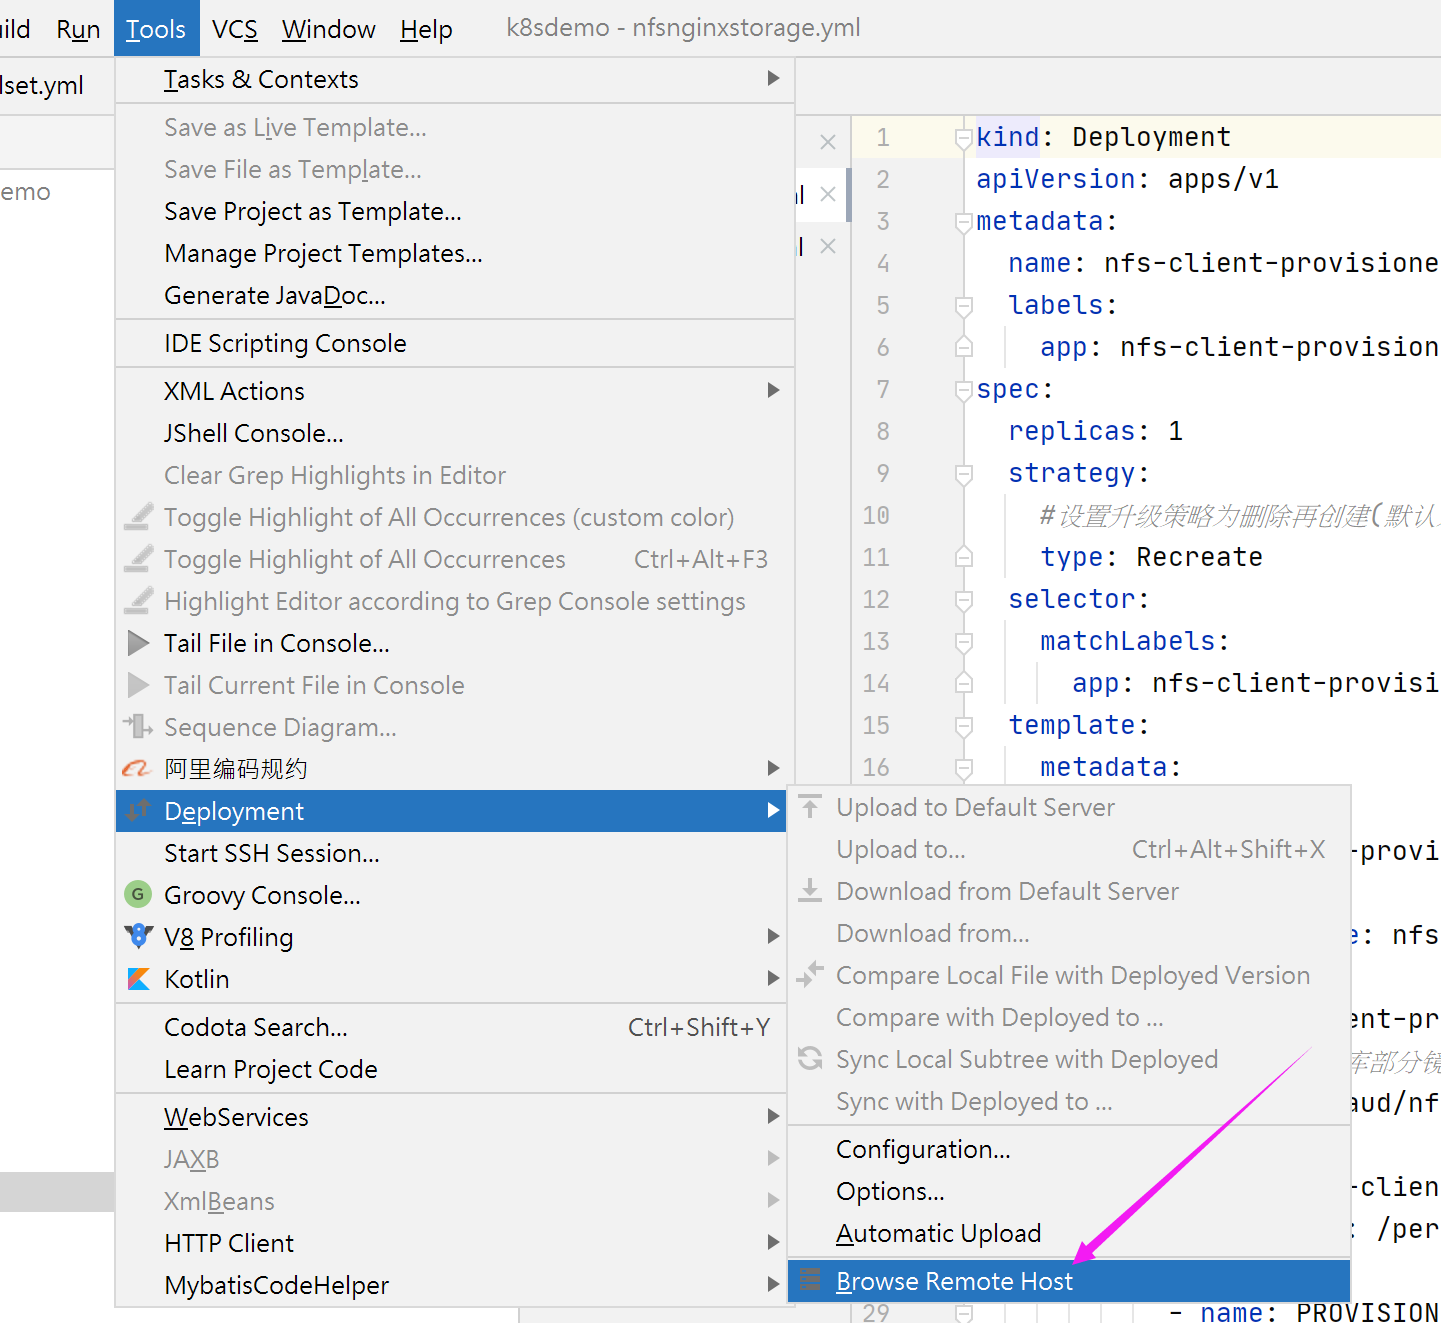 ild Run Tools VCS Window Help k8sdemo - nfsnginxstorage.yml
lset.yml
emo
Tasks & Contexts
Save as Live Template...
Save File as Template...
Save Project as Template...
Manage Project Templates...
Generate JavaDoc...
IDE Scripting Console
XML Actions
JShell Console...
Clear Grep Highlights in Editor
Toggle Highlight of All Occurrences (custom color)
Toggle Highlight of All Occurrences Ctrl+Alt+F3
Highlight Editor according to Grep Console settings
Tail File in Console...
Tail Current File in Console
Sequence Diagram...
阿里编码规约
Deployment
Start SSH Session...
Groovy Console...
V8 Profiling
Kotlin
Codota Search... Ctrl+Shift+Y
Learn Project Code
WebServices
JAXB
XmlBeans
HTTP Client
MybatisCodeHelper
Upload to Default Server
Upload to... Ctrl+Alt+Shift+X
Download from Default Server
Download from...
Compare Local File with Deployed Version
Compare with Deployed to ...
Sync Local Subtree with Deployed
Sync with Deployed to ...
Configuration...
Options...
Automatic Upload
Browse Remote Host
1 kind: Deployment
2 apiVersion: apps/v1
3 metadata:
4 name: nfs-client-provisione
5 labels:
6 app: nfs-client-provision
7 spec:
8 replicas: 1
9 strategy:
10 #设置升级策略为删除再创建(默认
11 type: Recreate
12 selector:
13 matchLabels:
14 app: nfs-client-provisi
15 template:
16 metadata:
-provi
e: nfs
ent-pr
库部分镜
aud/nf
-clien
: /per
29 - name: PROVISION